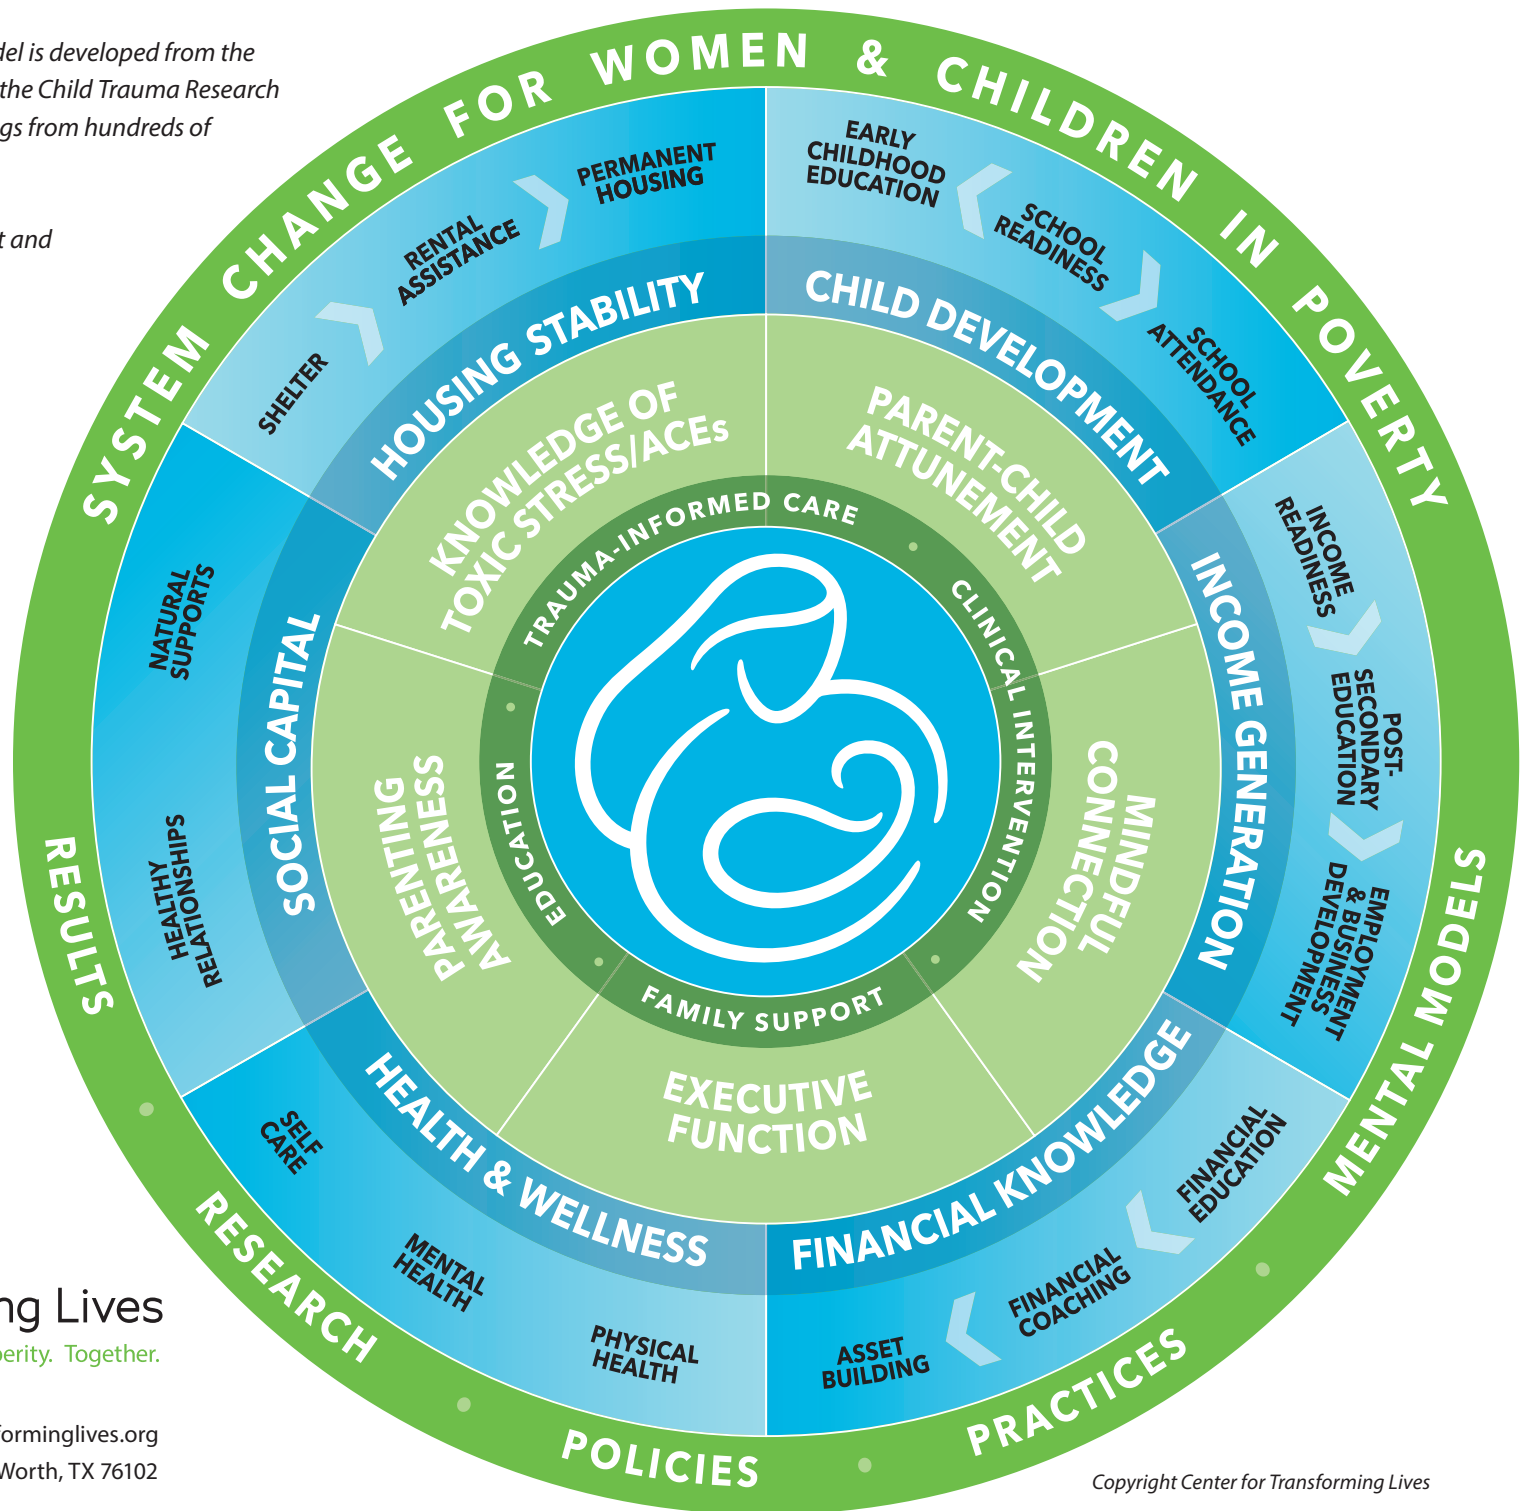 del is developed from the
the Child Trauma Research
gs from hundreds of
t and
SYSTEM CHANGE FOR WOMEN & CHILDREN IN POVERTY
MENTAL MODELS
PRACTICES
POLICIES
RESEARCH
RESULTS
SHELTER
RENTAL
ASSISTANCE
PERMANENT
HOUSING
HOUSING STABILITY
EARLY
CHILDHOOD
EDUCATION
SCHOOL
READINESS
SCHOOL
ATTENDANCE
CHILD DEVELOPMENT
INCOME
READINESS
POST-
SECONDARY
EDUCATION
EMPLOYMENT
& BUSINESS
DEVELOPMENT
INCOME GENERATION
FINANCIAL
EDUCATION
FINANCIAL
COACHING
ASSET
BUILDING
FINANCIAL KNOWLEDGE
PHYSICAL
HEALTH
MENTAL
HEALTH
SELF
CARE
HEALTH & WELLNESS
HEALTHY
RELATIONSHIPS
NATURAL
SUPPORTS
SOCIAL CAPITAL
KNOWLEDGE OF
TOXIC STRESS/ACEs
PARENT-CHILD
ATTUNEMENT
MINDFUL
CONNECTION
EXECUTIVE
FUNCTION
PARENTING
AWARENESS
TRAUMA-INFORMED CARE
CLINICAL INTERVENTION
FAMILY SUPPORT
EDUCATION
ng Lives
perity. Together.
forminglives.org
Worth, TX 76102
Copyright Center for Transforming Lives